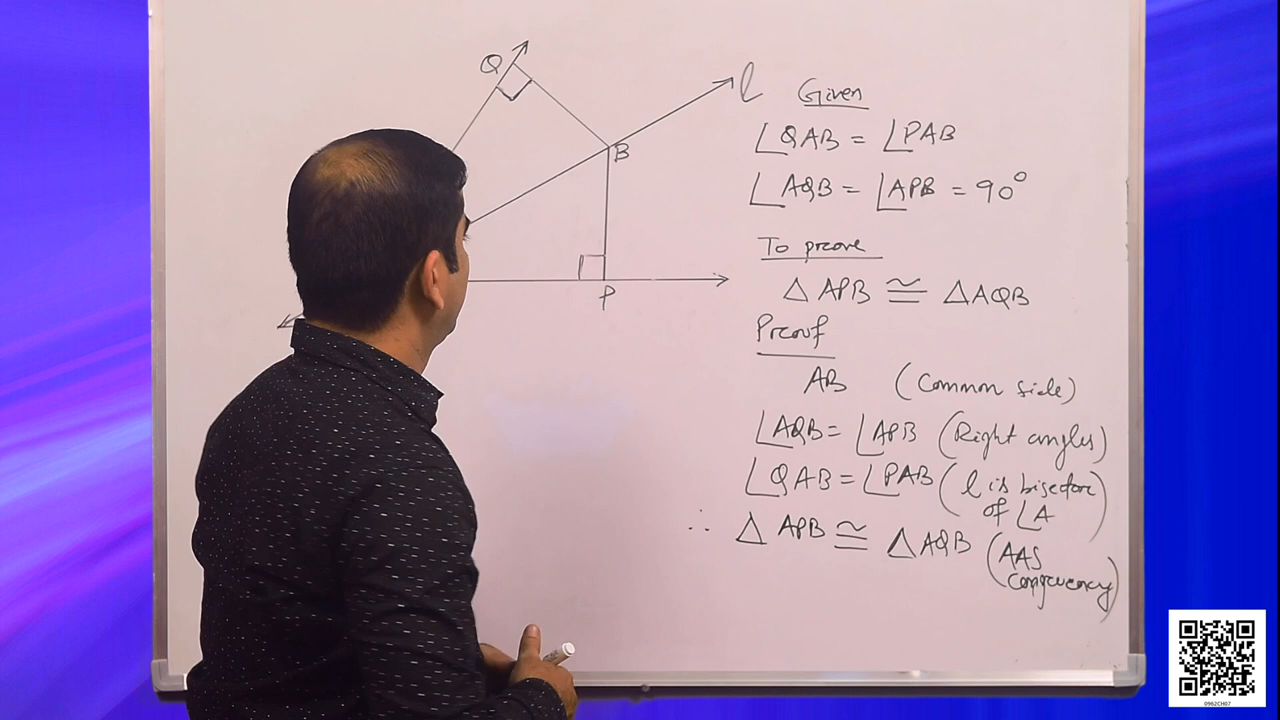 Q
l
B
P
Given
∠QAB = ∠PAB
∠AQB = ∠APB = 90°
To prove
△APB ≅ △AQB
Proof
AB (Common side)
∠AQB = ∠APB (Right angles)
∠QAB = ∠PAB (l is bisector
of ∠A)
∴ △APB ≅ △AQB (AAS
congruency)
0962CH07